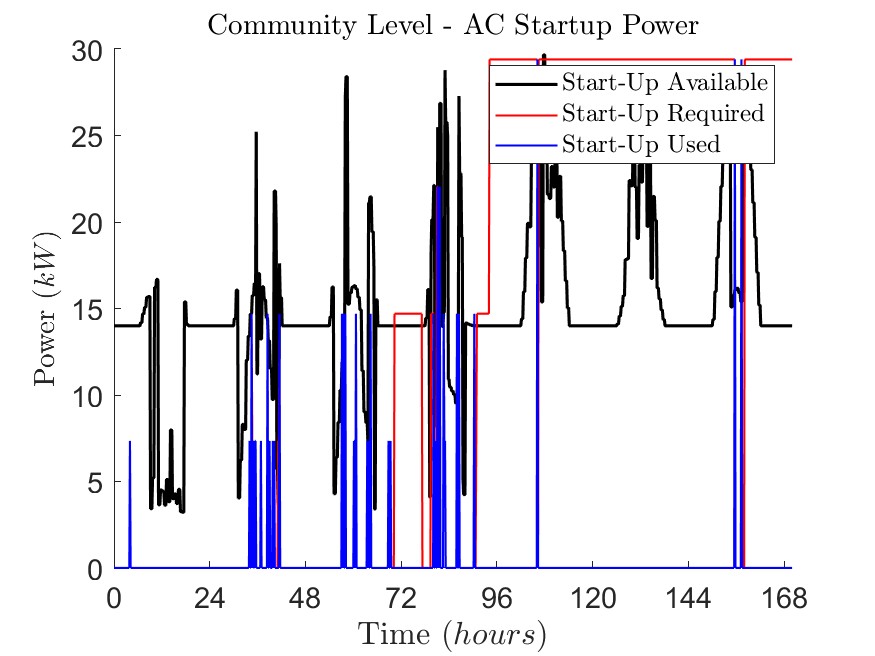 Community Level - AC Startup Power
30
25
20
15
10
5
0
Power (kW)
Start-Up Available
Start-Up Required
Start-Up Used
0 24 48 72 96 120 144 168
Time (hours)